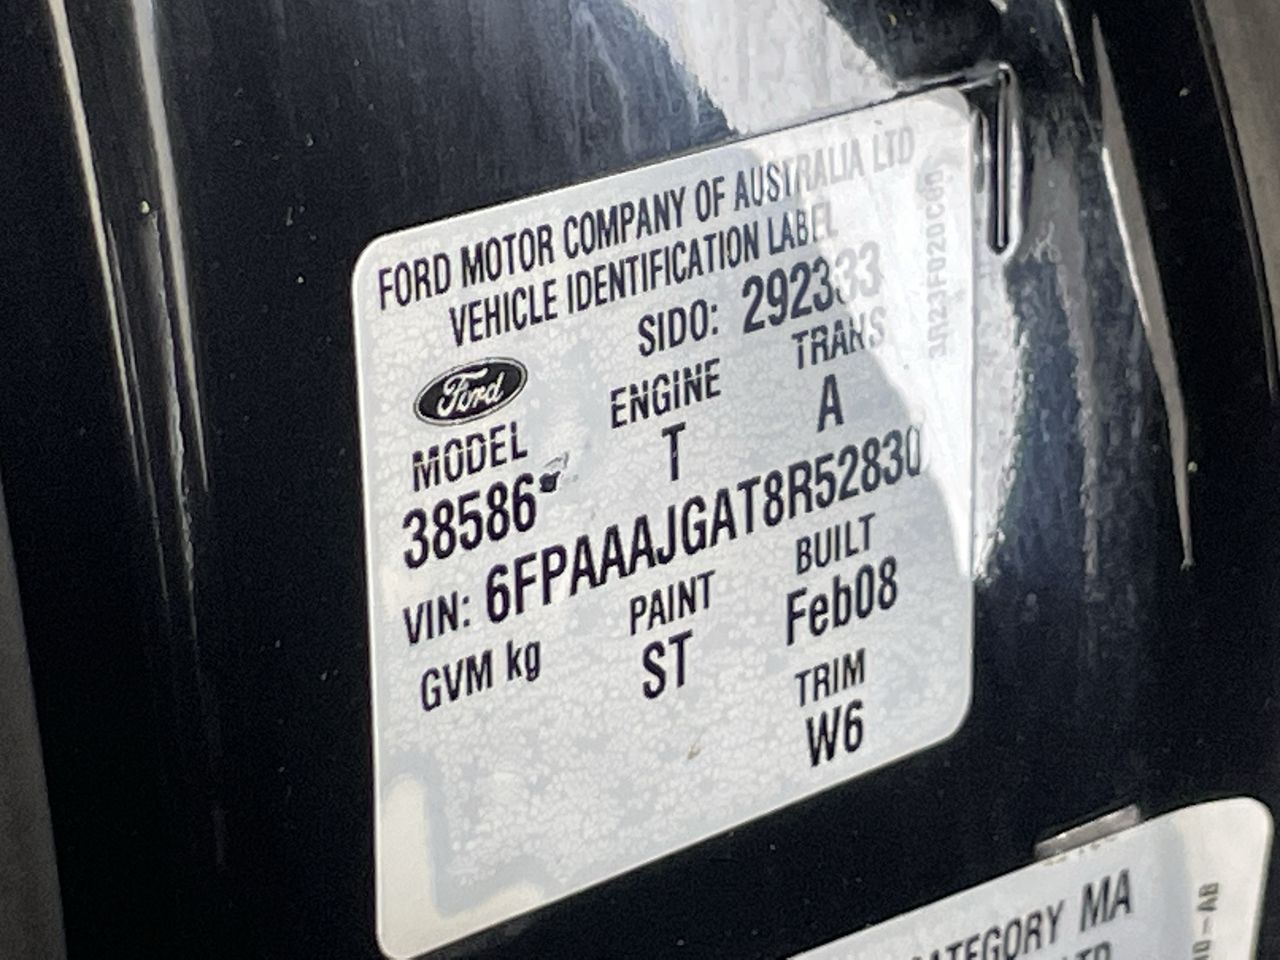 FORD MOTOR COMPANY OF AUSTRALIA LTD
VEHICLE IDENTIFICATION LABEL
SIDO: 292333
Ford
MODEL ENGINE TRANS
38586 T A
VIN: 6FPAAAJGAT8R52830
GVM kg PAINT BUILT
ST Feb08
TRIM
W6
CATEGORY MA
LTD